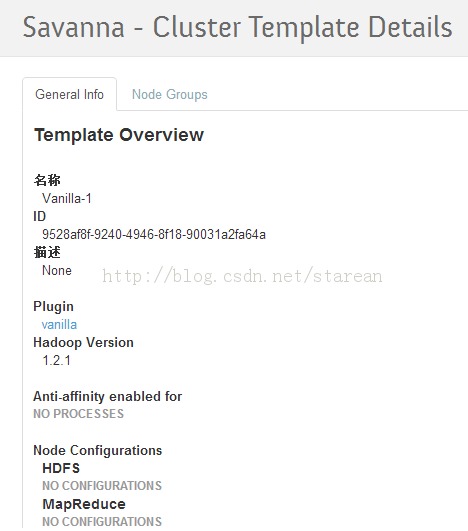 Savanna - Cluster Template Details
General Info Node Groups
Template Overview
名称
Vanilla-1
ID
9528af8f-9240-4946-8f18-90031a2fa64a
描述
None
http://blog.csdn.net/starean
Plugin
vanilla
Hadoop Version
1.2.1
Anti-affinity enabled for
NO PROCESSES
Node Configurations
HDFS
NO CONFIGURATIONS
MapReduce
NO CONFIGURATIONS